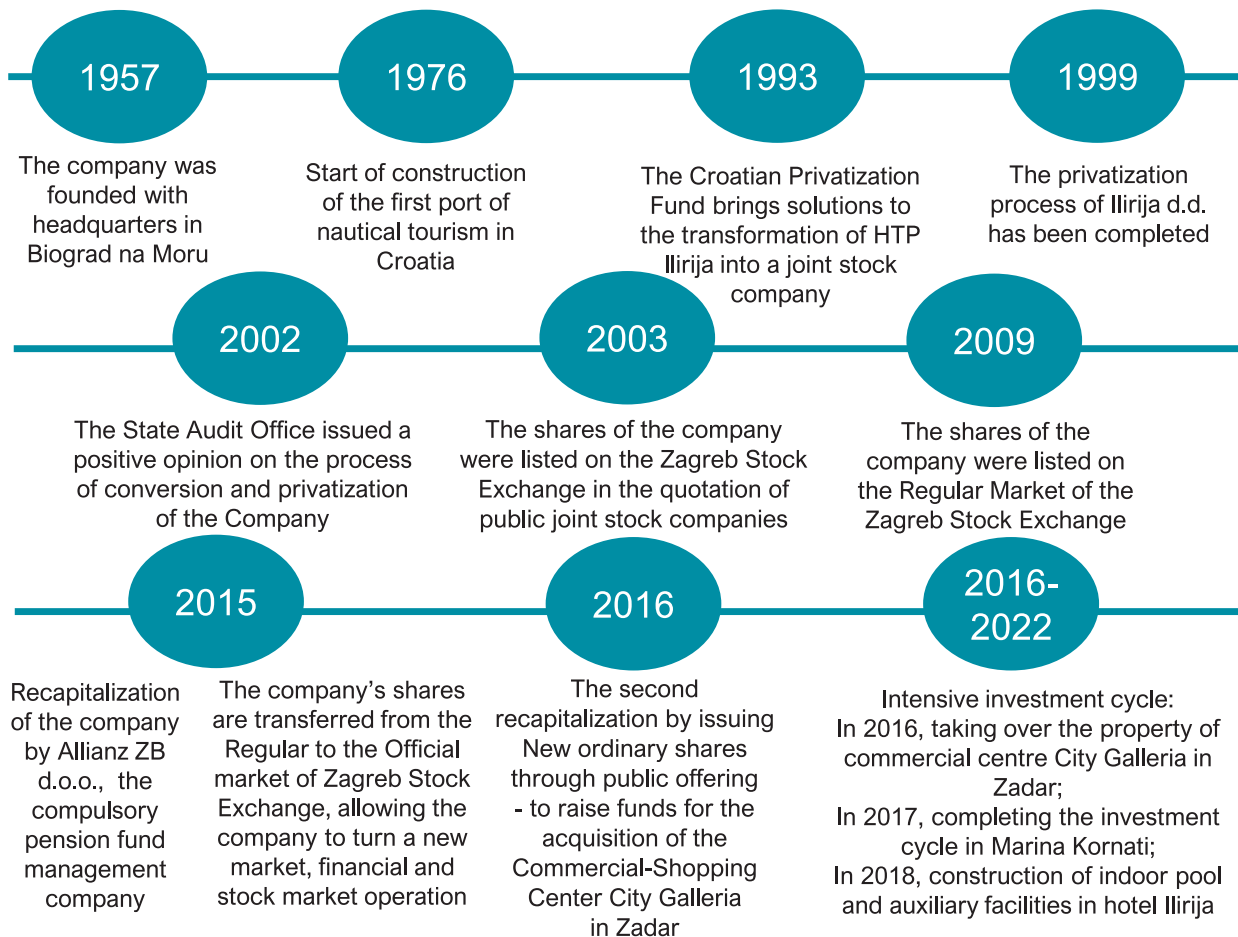 1957
The company was
founded with
headquarters in
Biograd na Moru
1976
Start of construction
of the first port of
nautical tourism in
Croatia
1993
The Croatian Privatization
Fund brings solutions to
the transformation of HTP
Ilirija into a joint stock
company
1999
The privatization
process of Ilirija d.d.
has been completed
2002
The State Audit Office issued a
positive opinion on the process
of conversion and privatization
of the Company
2003
The shares of the company
were listed on the Zagreb Stock
Exchange in the quotation of
public joint stock companies
2009
The shares of the
company were listed on
the Regular Market of the
Zagreb Stock Exchange
2015
Recapitalization
of the company
by Allianz ZB
d.o.o., the
compulsory
pension fund
management
company
The company's shares
are transferred from the
Regular to the Official
market of Zagreb Stock
Exchange, allowing the
company to turn a new
market, financial and
stock market operation
2016
The second
recapitalization by issuing
New ordinary shares
through public offering
- to raise funds for the
acquisition of the
Commercial-Shopping
Center City Galleria
in Zadar
2016-
2022
Intensive investment cycle:
In 2016, taking over the property of
commercial centre City Galleria in
Zadar;
In 2017, completing the investment
cycle in Marina Kornati;
In 2018, construction of indoor pool
and auxiliary facilities in hotel Ilirija